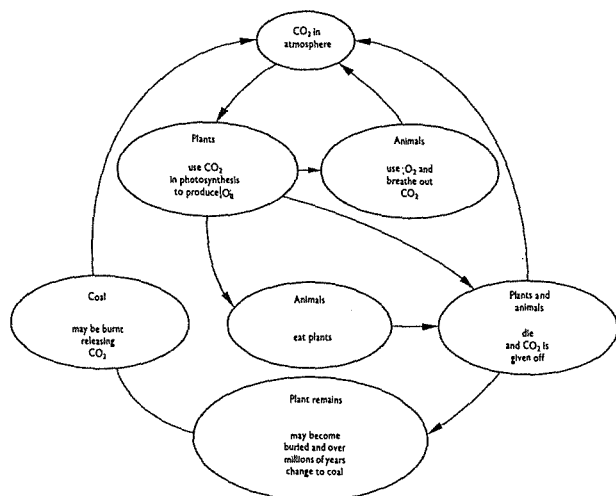 CO₂ in
atmosphere
Plants
use CO₂
in photosynthesis
to produce O₂
Animals
use O₂ and
breathe out
CO₂
Coal
may be burnt
releasing
CO₂
Animals
eat plants
Plants and
animals
die
and CO₂ is
given off
Plant remains
may become
buried and over
millions of years
change to coal